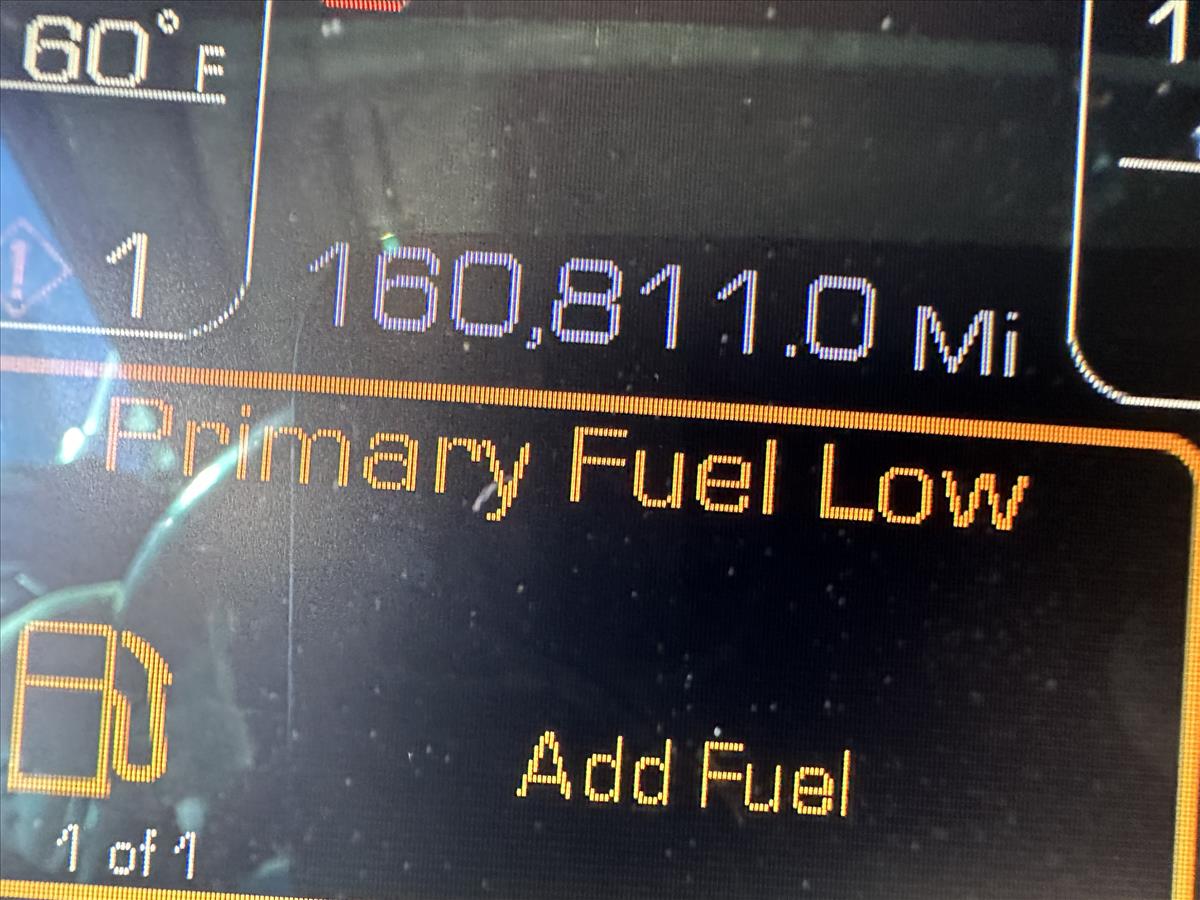 60° F
1
160,811.0 Mi
Primary Fuel Low
Add Fuel
1 of 1